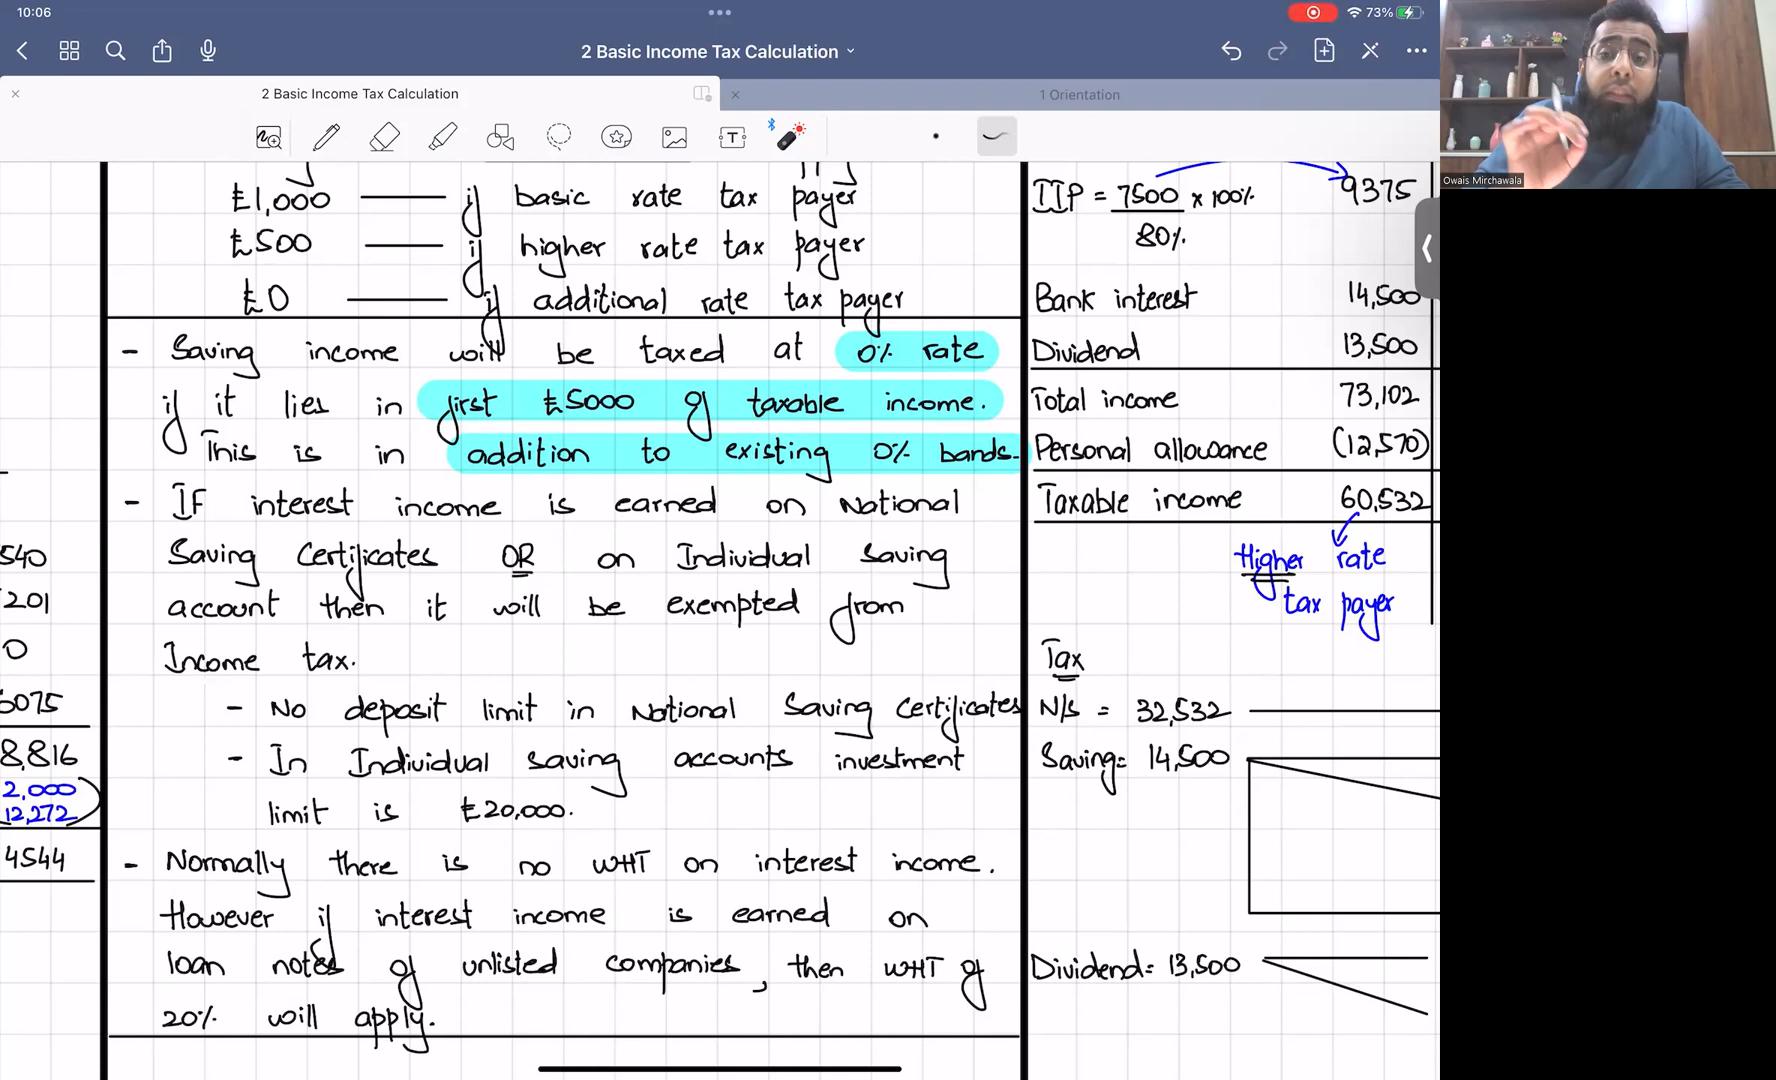 10:06
73%
2 Basic Income Tax Calculation
2 Basic Income Tax Calculation
1 Orientation
Owais Mirchawala
₤1,000 —— if basic rate tax payer
₤500 —— if higher rate tax payer
₤0 —— if additional rate tax payer
- Saving income will be taxed at 0% rate
if it lies in first ₤5000 of taxable income.
This is in addition to existing 0% bands.
- IF interest income is earned on National
Saving Certificates OR on Individual Saving
account then it will be exempted from
Income tax.
- No deposit limit in National Saving Certificates
- In Individual saving accounts investment
limit is ₤20,000.
- Normally there is no WHT on interest income.
However if interest income is earned on
loan notes of unlisted companies, then WHT of
20% will apply.
540
201
0
6075
8,816
2,000
12,272
4544
IIP = 7500 x 100% 9375
80%
Bank interest 14,500
Dividend 13,500
Total income 73,102
Personal allowance (12,570)
Taxable income 60,532
Higher rate
tax payer
Tax
N/s = 32,532
Saving = 14,500
Dividend = 13,500